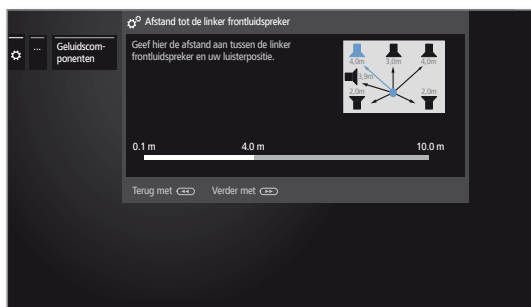 Afstand tot de linker frontluidspreker
...
Geluidscom-
ponenten
Geef hier de afstand aan tussen de linker
frontluidspreker en uw luisterpositie.
4,0m 3,0m 4,0m
3,9m
2,0m 2,0m
0.1 m 4.0 m 10.0 m
Terug met Verder met